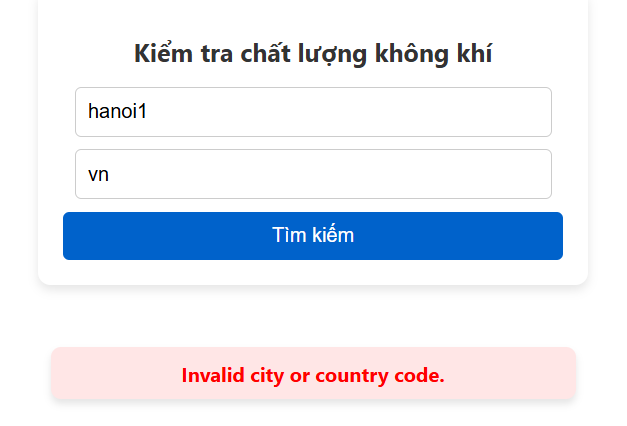 Kiểm tra chất lượng không khí
hanoi1
vn
Tìm kiếm
Invalid city or country code.